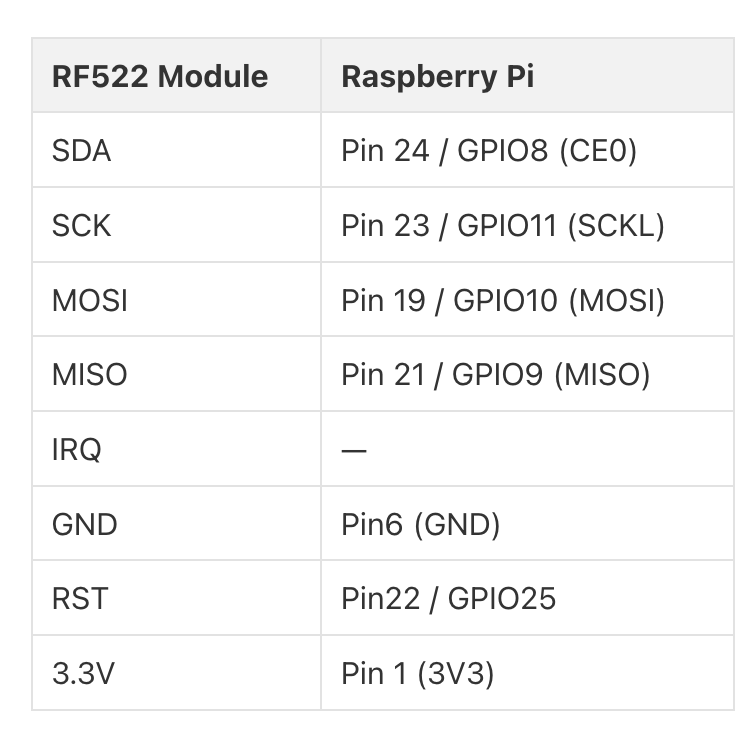 RF522 Module Raspberry Pi
SDA Pin 24 / GPIO8 (CE0)
SCK Pin 23 / GPIO11 (SCKL)
MOSI Pin 19 / GPIO10 (MOSI)
MISO Pin 21 / GPIO9 (MISO)
IRQ —
GND Pin6 (GND)
RST Pin22 / GPIO25
3.3V Pin 1 (3V3)